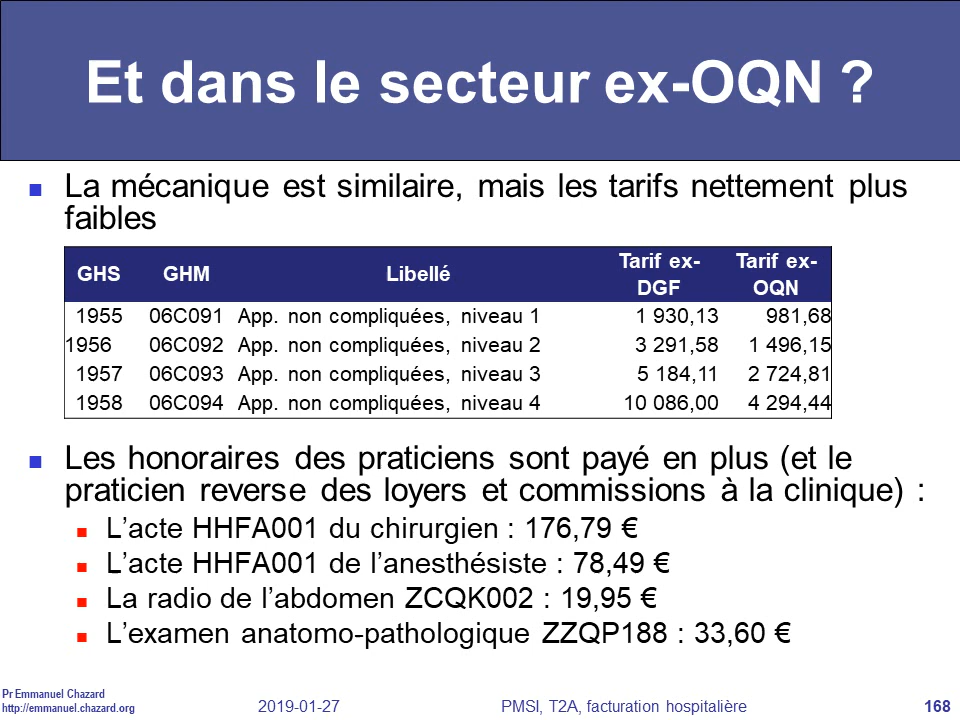 Et dans le secteur ex-OQN ?
La mécanique est similaire, mais les tarifs nettement plus
faibles
GHS GHM Libellé Tarif ex-DGF Tarif ex-OQN
1955 06C091 App. non compliquées, niveau 1 1 930,13 981,68
1956 06C092 App. non compliquées, niveau 2 3 291,58 1 496,15
1957 06C093 App. non compliquées, niveau 3 5 184,11 2 724,81
1958 06C094 App. non compliquées, niveau 4 10 086,00 4 294,44
Les honoraires des praticiens sont payé en plus (et le
praticien reverse des loyers et commissions à la clinique) :
L’acte HHFA001 du chirurgien : 176,79 €
L’acte HHFA001 de l’anesthésiste : 78,49 €
La radio de l’abdomen ZCQK002 : 19,95 €
L’examen anatomo-pathologique ZZQP188 : 33,60 €
Pr Emmanuel Chazard
http://emmanuel.chazard.org
2019-01-27 PMSI, T2A, facturation hospitalière 168